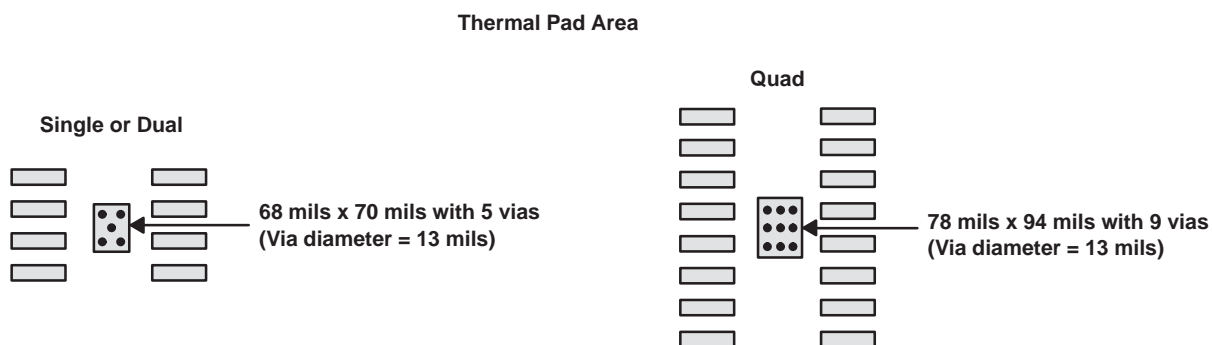 Thermal Pad Area
Single or Dual
68 mils x 70 mils with 5 vias
(Via diameter = 13 mils)
Quad
78 mils x 94 mils with 9 vias
(Via diameter = 13 mils)